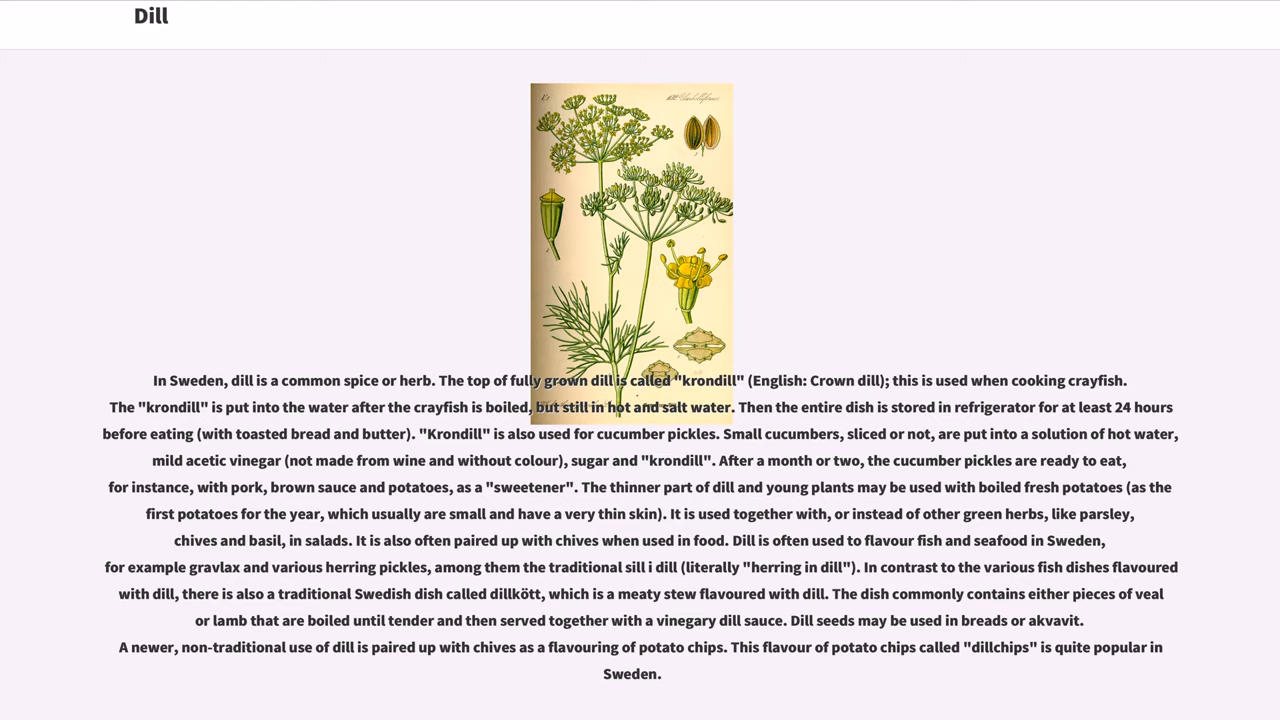 Dill
In Sweden, dill is a common spice or herb. The top of fully grown dill is called "krondill" (English: Crown dill); this is used when cooking crayfish.
The "krondill" is put into the water after the crayfish is boiled, but still in hot and salt water. Then the entire dish is stored in refrigerator for at least 24 hours
before eating (with toasted bread and butter). "Krondill" is also used for cucumber pickles. Small cucumbers, sliced or not, are put into a solution of hot water,
mild acetic vinegar (not made from wine and without colour), sugar and "krondill". After a month or two, the cucumber pickles are ready to eat,
for instance, with pork, brown sauce and potatoes, as a "sweetener". The thinner part of dill and young plants may be used with boiled fresh potatoes (as the
first potatoes for the year, which usually are small and have a very thin skin). It is used together with, or instead of other green herbs, like parsley,
chives and basil, in salads. It is also often paired up with chives when used in food. Dill is often used to flavour fish and seafood in Sweden,
for example gravlax and various herring pickles, among them the traditional sill i dill (literally "herring in dill"). In contrast to the various fish dishes flavoured
with dill, there is also a traditional Swedish dish called dillkött, which is a meaty stew flavoured with dill. The dish commonly contains either pieces of veal
or lamb that are boiled until tender and then served together with a vinegary dill sauce. Dill seeds may be used in breads or akvavit.
A newer, non-traditional use of dill is paired up with chives as a flavouring of potato chips. This flavour of potato chips called "dillchips" is quite popular in
Sweden.